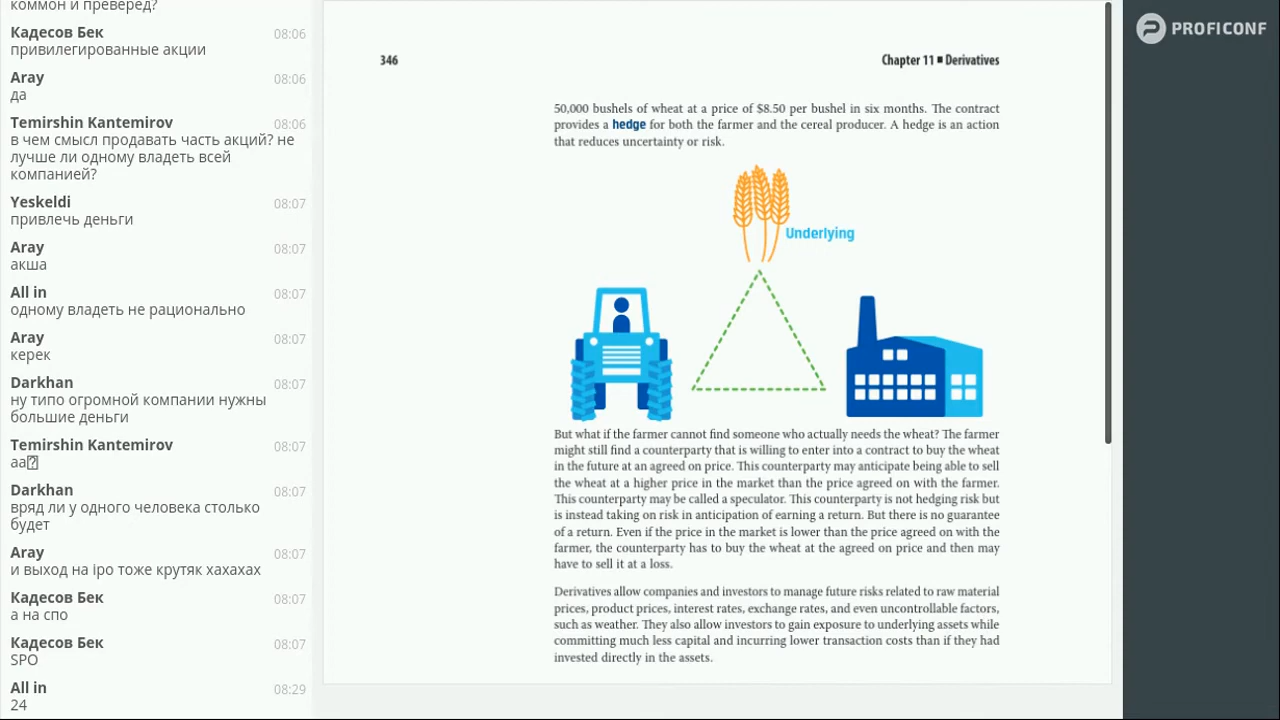 коммон и преверед?
Кадесов Бек 08:06
привилегированные акции
Aray 08:06
да
Temirshin Kantemirov 08:06
в чем смысл продавать часть акций? не
лучше ли одному владеть всей
компанией?
Yeskeldi 08:07
привлечь деньги
Aray 08:07
акша
All in 08:07
одному владеть не рационально
Aray 08:07
керек
Darkhan 08:07
ну типо огромной компании нужны
большие деньги
Temirshin Kantemirov 08:07
аа
Darkhan 08:07
вряд ли у одного человека столько
будет
Aray 08:07
и выход на ipo тоже крутяк хахахах
Кадесов Бек 08:07
а на спо
Кадесов Бек 08:07
SPO
All in 08:29
24
346 Chapter 11 ■ Derivatives
50,000 bushels of wheat at a price of $8.50 per bushel in six months. The contract
provides a hedge for both the farmer and the cereal producer. A hedge is an action
that reduces uncertainty or risk.
Underlying
But what if the farmer cannot find someone who actually needs the wheat? The farmer
might still find a counterparty that is willing to enter into a contract to buy the wheat
in the future at an agreed on price. This counterparty may anticipate being able to sell
the wheat at a higher price in the market than the price agreed on with the farmer.
This counterparty may be called a speculator. This counterparty is not hedging risk but
is instead taking on risk in anticipation of earning a return. But there is no guarantee
of a return. Even if the price in the market is lower than the price agreed on with the
farmer, the counterparty has to buy the wheat at the agreed on price and then may
have to sell it at a loss.
Derivatives allow companies and investors to manage future risks related to raw material
prices, product prices, interest rates, exchange rates, and even uncontrollable factors,
such as weather. They also allow investors to gain exposure to underlying assets while
committing much less capital and incurring lower transaction costs than if they had
invested directly in the assets.
PROFICONF